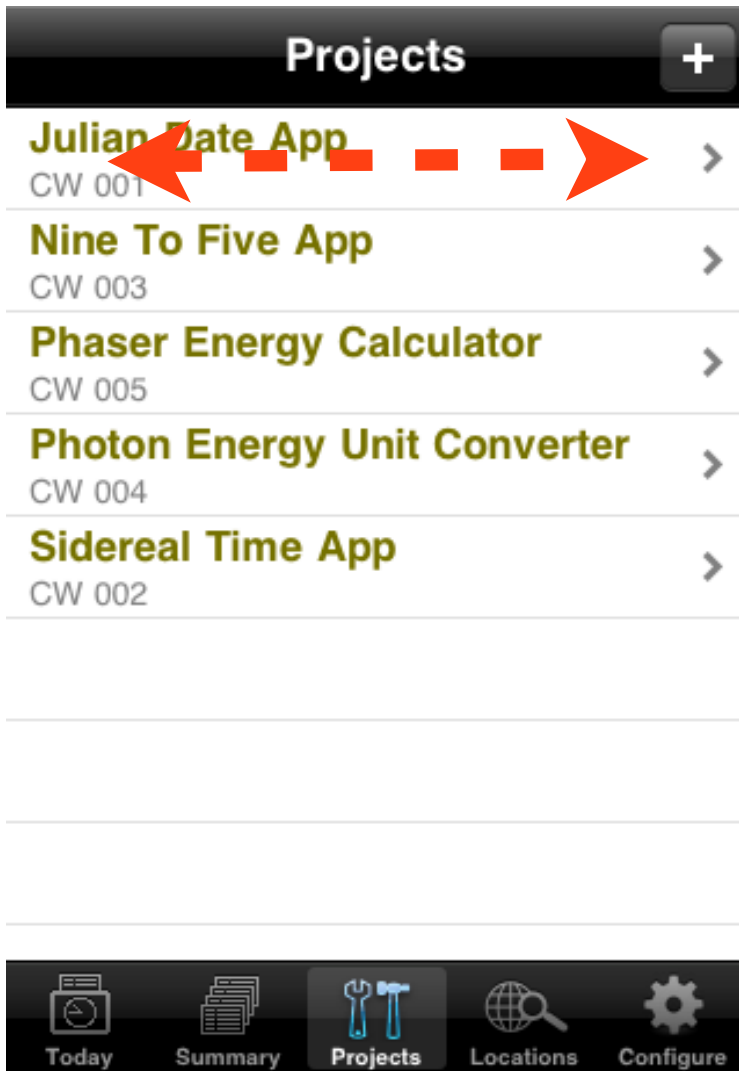 Projects
+
Julian Date App
CW 001
Nine To Five App
CW 003
Phaser Energy Calculator
CW 005
Photon Energy Unit Converter
CW 004
Sidereal Time App
CW 002
Today Summary Projects Locations Configure